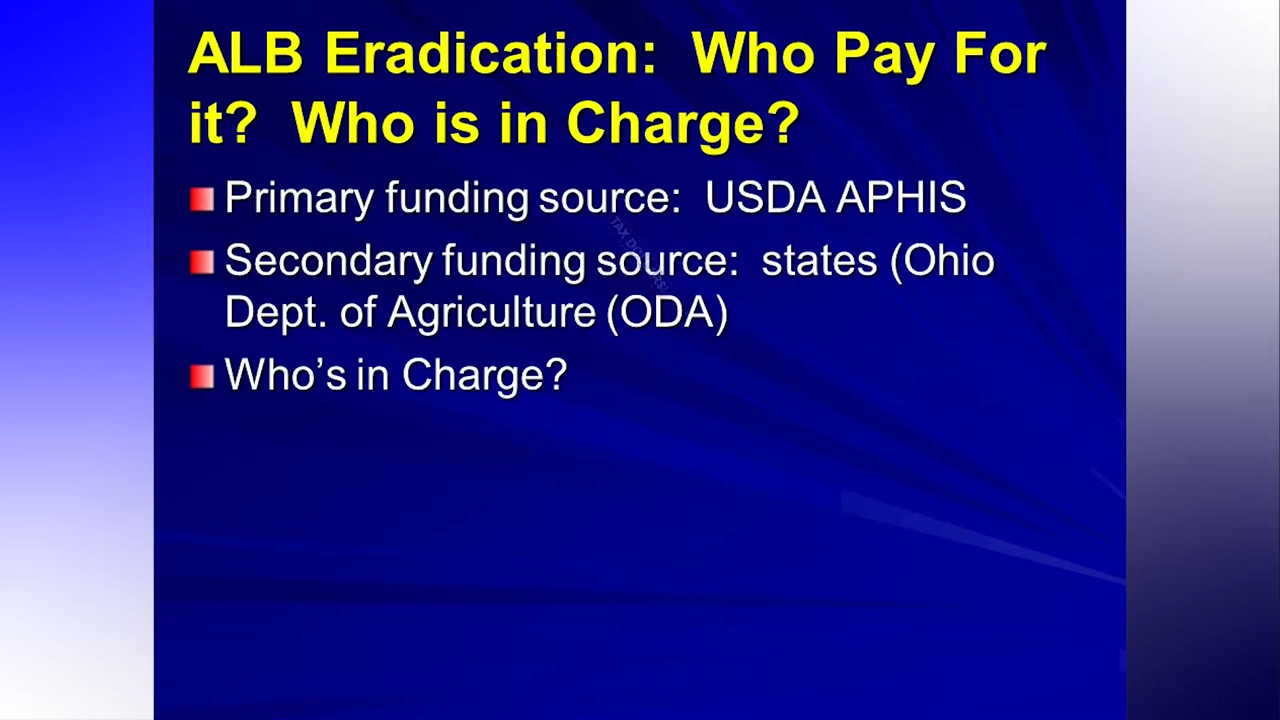 ALB Eradication:  Who Pay For
it?  Who is in Charge?
Primary funding source:  USDA APHIS
Secondary funding source:  states (Ohio
Dept. of Agriculture (ODA)
Who’s in Charge?